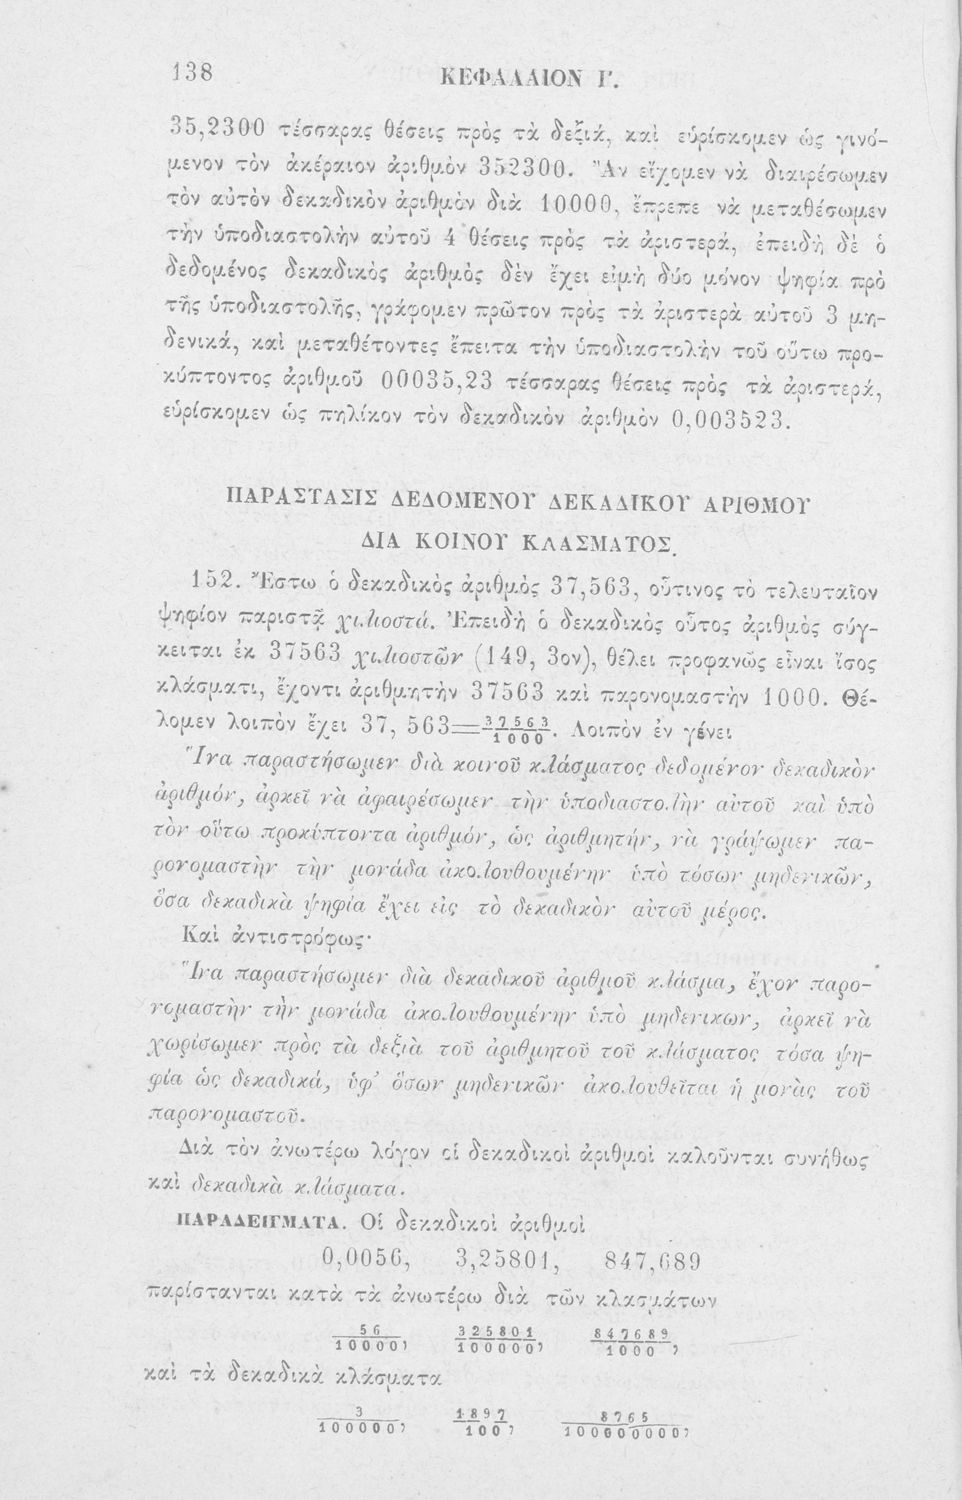 138 ΚΕΦΑΛΑΙΟΝ Γ'.
35,2300 τέσσαρας θέσεις πρὸς τὰ δεξιά, καὶ εὑρίσκομεν ὡς γινό-
μενον τὸν ἀκέραιον ἀριθμὸν 352300. Ἂν εἴχομεν νὰ διαιρέσωμεν
τὸν αὐτὸν δεκαδικὸν ἀριθμὸν διὰ 10000, ἔπρεπε νὰ μεταθέσωμεν
τὴν ὑποδιαστολὴν αὐτοῦ 4 θέσεις πρὸς τὰ ἀριστερά, ἐπειδὴ δὲ ὁ
δεδομένος δεκαδικὸς ἀριθμὸς δὲν ἔχει εἰμὴ δύο μόνον ψηφία πρὸ
τῆς ὑποδιαστολῆς, γράφομεν πρῶτον πρὸς τὰ ἀριστερὰ αὐτοῦ 3 μη-
δενικά, καὶ μεταθέτοντες ἔπειτα τὴν ὑποδιαστολὴν τοῦ οὕτω προ-
κύπτοντος ἀριθμοῦ 00035,23 τέσσαρας θέσεις πρὸς τὰ ἀριστερά,
εὑρίσκομεν ὡς πηλίκον τὸν δεκαδικὸν ἀριθμὸν 0,003523.
ΠΑΡΑΣΤΑΣΙΣ ΔΕΔΟΜΕΝΟΥ ΔΕΚΑΔΙΚΟΥ ΑΡΙΘΜΟΥ
ΔΙΑ ΚΟΙΝΟΥ ΚΛΑΣΜΑΤΟΣ.
152. Ἔστω ὁ δεκαδικὸς ἀριθμὸς 37,563, οὗτινος τὸ τελευταῖον
ψηφίον παριστᾷ χιλιοστά. Ἐπειδὴ ὁ δεκαδικὸς οὗτος ἀριθμὸς σύγ-
κειται ἐκ 37563 χιλιοστῶν (149, 3ον), θέλει προφανῶς εἶναι ἴσος
κλάσματι, ἔχοντι ἀριθμητὴν 37563 καὶ παρονομαστὴν 1000. Θέ-
λομεν λοιπὸν ἔχει 37, 563=37563/1000. Λοιπὸν ἐν γένει
Ἵνα παραστήσωμεν διὰ κοινοῦ κλάσματος δεδομένον δεκαδικὸν
ἀριθμόν, ἀρκεῖ νὰ ἀφαιρέσωμεν τὴν ὑποδιαστολὴν αὐτοῦ καὶ ὑπὸ
τὸν οὕτω προκύπτοντα ἀριθμόν, ὡς ἀριθμητήν, νὰ γράψωμεν πα-
ρονομαστὴν τὴν μονάδα ἀκολουθουμένην ὑπὸ τόσων μηδενικῶν,
ὅσα δεκαδικὰ ψηφία ἔχει εἰς τὸ δεκαδικὸν αὐτοῦ μέρος.
Καὶ ἀντιστρόφως·
Ἵνα παραστήσωμεν διὰ δεκαδικοῦ ἀριθμοῦ κλάσμα, ἔχον παρο-
νομαστὴν τὴν μονάδα ἀκολουθουμένην ὑπὸ μηδενικων, ἀρκεῖ νὰ
χωρίσωμεν πρὸς τὰ δεξιὰ τοῦ ἀριθμητοῦ τοῦ κλάσματος τόσα ψη-
φία ὡς δεκαδικά, ὑφ' ὅσων μηδενικῶν ἀκολουθεῖται ἡ μονὰς τοῦ
παρονομαστοῦ.
Διὰ τὸν ἀνωτέρω λόγον οἱ δεκαδικοὶ ἀριθμοὶ καλοῦνται συνήθως
καὶ δεκαδικὰ κλάσματα.
ΠΑΡΑΔΕΙΓΜΑΤΑ. Οἱ δεκαδικοὶ ἀριθμοὶ
0,0056, 3,25801, 847,689
παρίστανται κατὰ τὰ ἀνωτέρω διὰ τῶν κλασμάτων
56/10000, 325801/100000, 847689/1000,
καὶ τὰ δεκαδικὰ κλάσματα
3/100000, 1897/100, 8765/100000000,